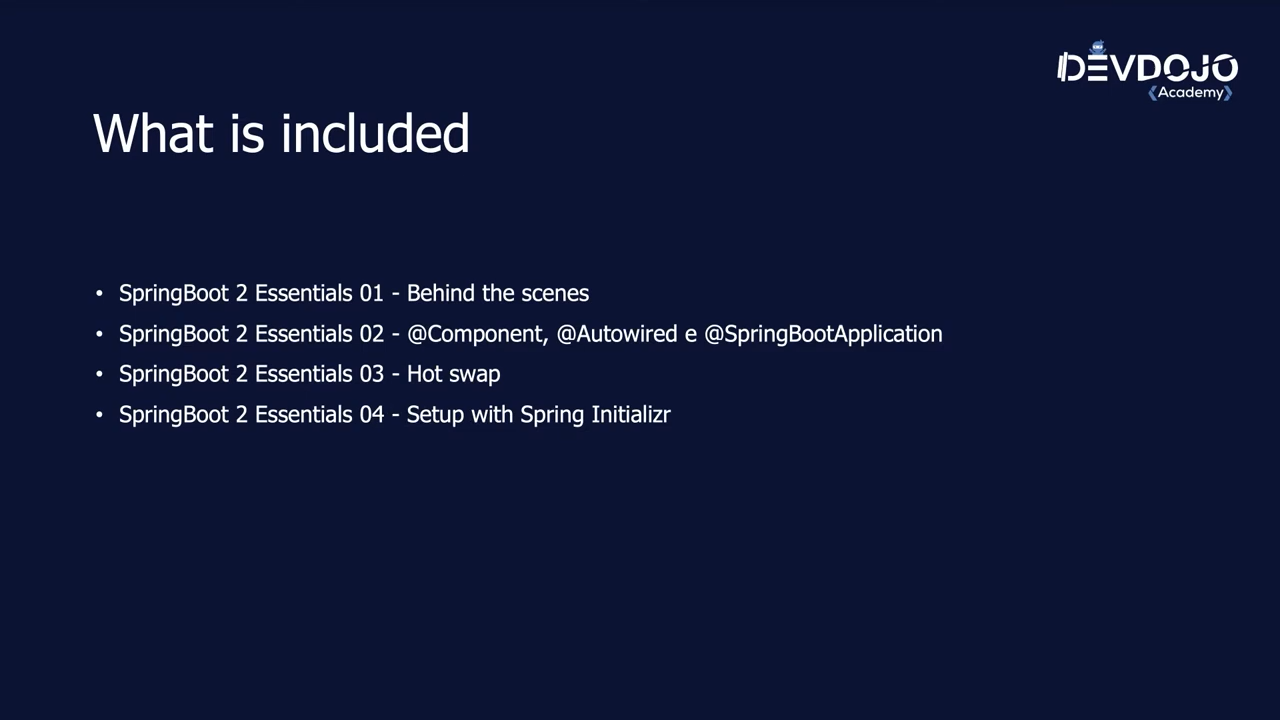 DEVDOJO
Academy
What is included
• SpringBoot 2 Essentials 01 - Behind the scenes
• SpringBoot 2 Essentials 02 - @Component, @Autowired e @SpringBootApplication
• SpringBoot 2 Essentials 03 - Hot swap
• SpringBoot 2 Essentials 04 - Setup with Spring Initializr